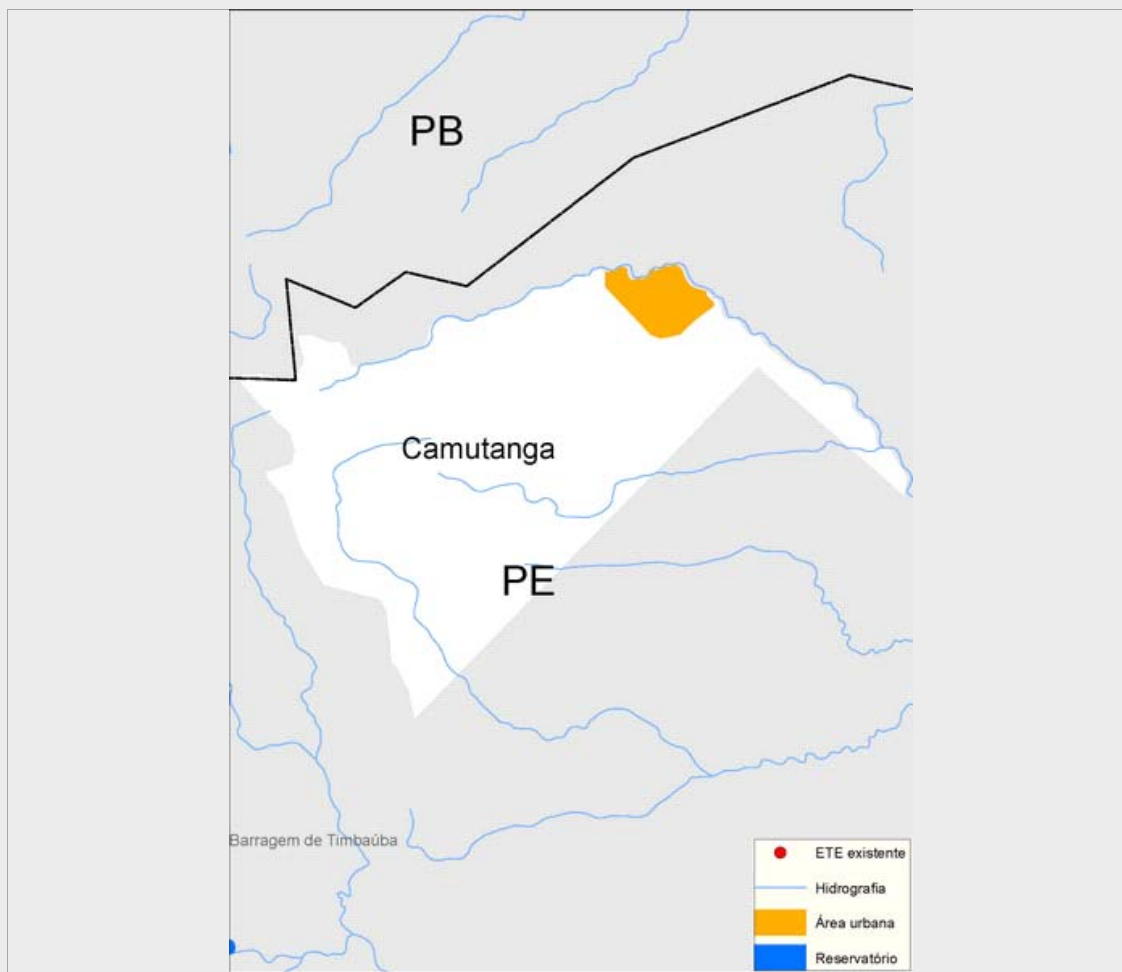 PB
Camutanga
PE
Barragem de Timbaúba
ETE existente
Hidrografia
Área urbana
Reservatório